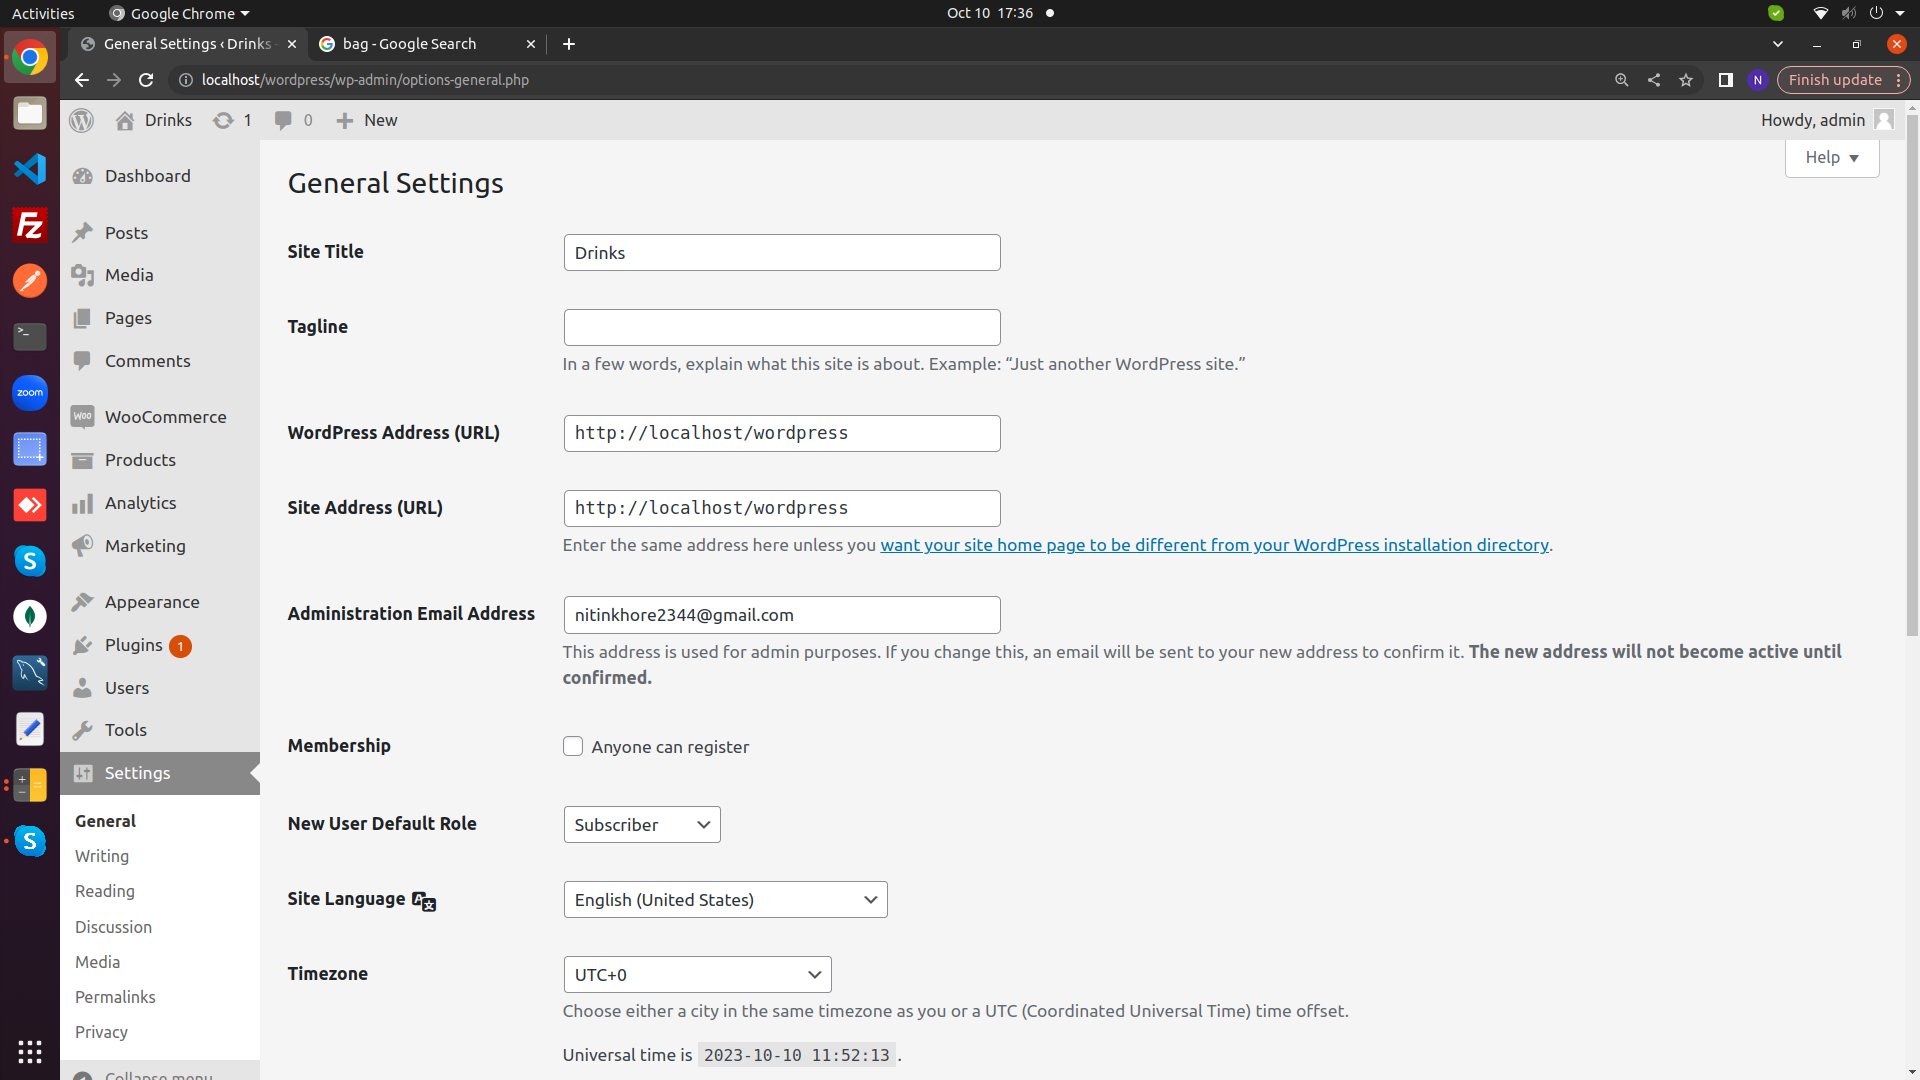 Activities
Google Chrome
Oct 10 17:36
General Settings ‹ Drinks
bag - Google Search
localhost/wordpress/wp-admin/options-general.php
N
Finish update
Drinks
1
0
New
Howdy, admin
Help
Dashboard
Posts
Media
Pages
Comments
Woo
WooCommerce
Products
Analytics
Marketing
Appearance
Plugins 1
Users
Tools
Settings
General
Writing
Reading
Discussion
Media
Permalinks
Privacy
Collapse menu
zoom
General Settings
Site Title
Drinks
Tagline
In a few words, explain what this site is about. Example: “Just another WordPress site.”
WordPress Address (URL)
http://localhost/wordpress
Site Address (URL)
http://localhost/wordpress
Enter the same address here unless you want your site home page to be different from your WordPress installation directory.
Administration Email Address
nitinkhore2344@gmail.com
This address is used for admin purposes. If you change this, an email will be sent to your new address to confirm it. The new address will not become active until
confirmed.
Membership
Anyone can register
New User Default Role
Subscriber
Site Language
English (United States)
Timezone
UTC+0
Choose either a city in the same timezone as you or a UTC (Coordinated Universal Time) time offset.
Universal time is 2023-10-10 11:52:13 .